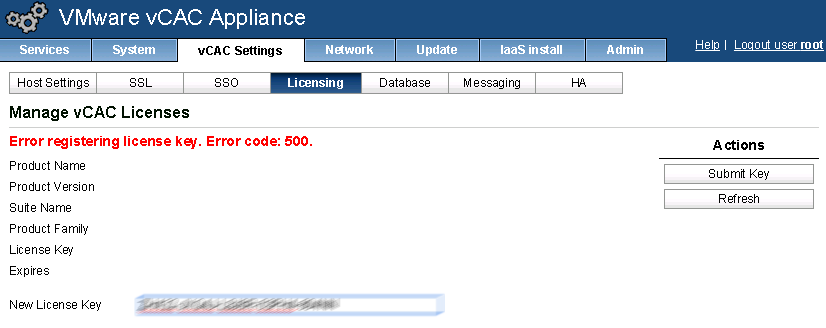 VMware vCAC Appliance
Services System vCAC Settings Network Update IaaS install Admin Help | Logout user root
Host Settings SSL SSO Licensing Database Messaging HA
Manage vCAC Licenses
Error registering license key. Error code: 500.
Actions
Product Name
Submit Key
Product Version
Refresh
Suite Name
Product Family
License Key
Expires
New License Key